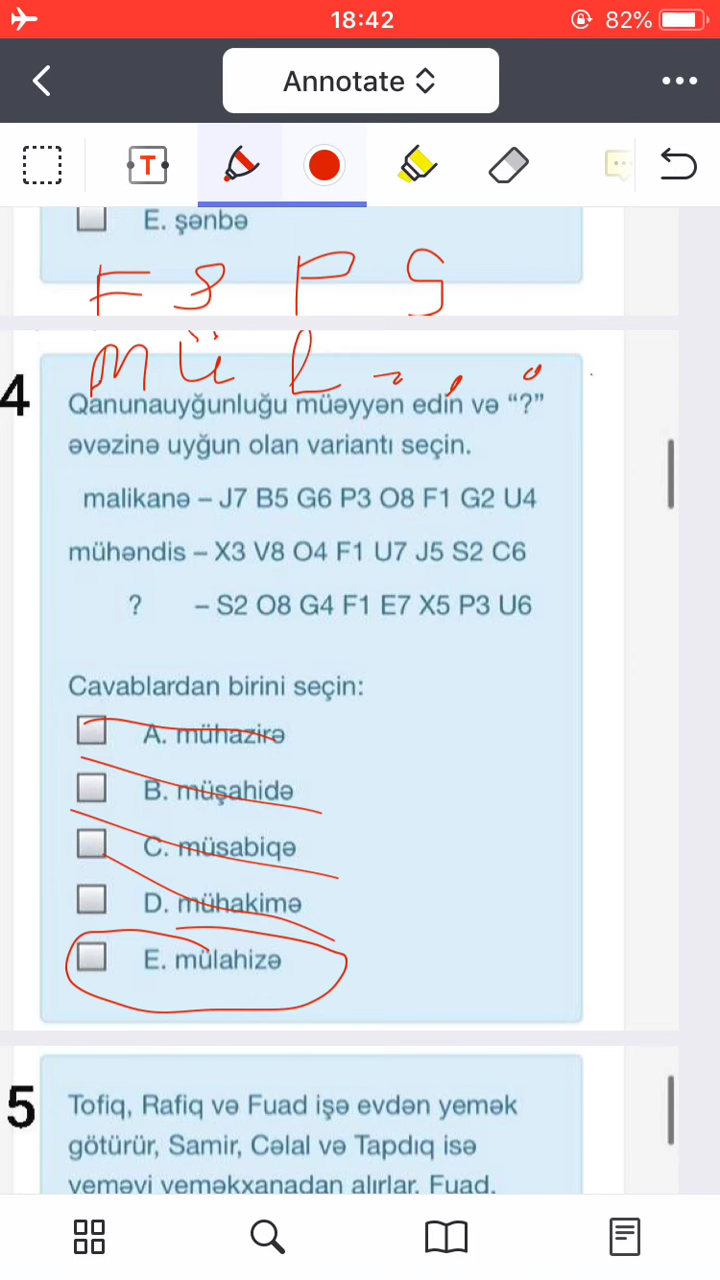 18:42
82%
Annotate
T
E. şənbə
F 8 P S
4
mü l
Qanunauyğunluğu müəyyən edin və “?”
əvəzinə uyğun olan variantı seçin.
malikanə – J7 B5 G6 P3 O8 F1 G2 U4
mühəndis – X3 V8 O4 F1 U7 J5 S2 C6
? – S2 O8 G4 F1 E7 X5 P3 U6
Cavablardan birini seçin:
A. mühazirə
B. müşahidə
C. müsabiqə
D. mühakimə
E. mülahizə
5
Tofiq, Rafiq və Fuad işə evdən yemək
götürür, Samir, Cəlal və Tapdıq isə
yeməyi yeməkxanadan alırlar. Fuad,